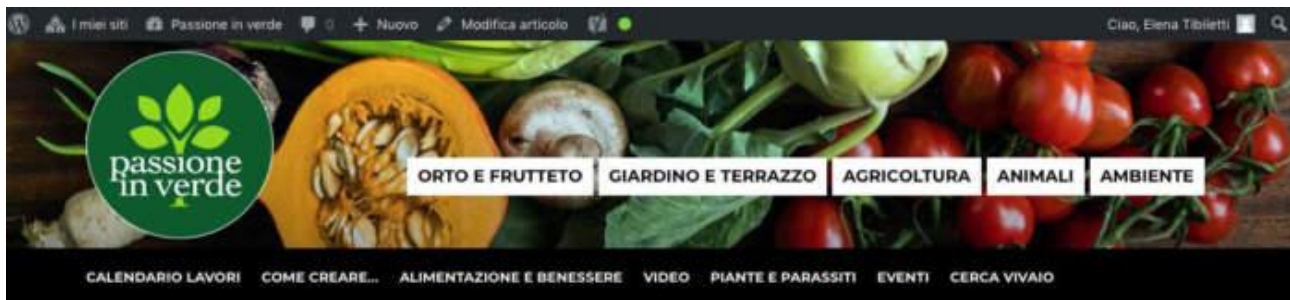 I miei siti Passione in verde 0 Nuovo Modifica articolo Ciao, Elena Tibiletti
passione
in verde
ORTO E FRUTTETO GIARDINO E TERRAZZO AGRICOLTURA ANIMALI AMBIENTE
CALENDARIO LAVORI COME CREARE... ALIMENTAZIONE E BENESSERE VIDEO PIANTE E PARASSITI EVENTI CERCA VIVAIO